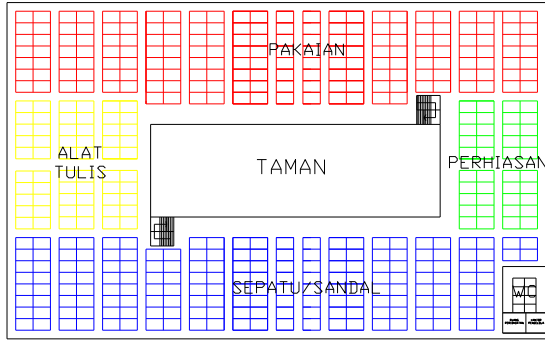 PAKAIAN
ALAT
TULIS
TAMAN
PERHIASAN
SEPATU/SANDAL
WC